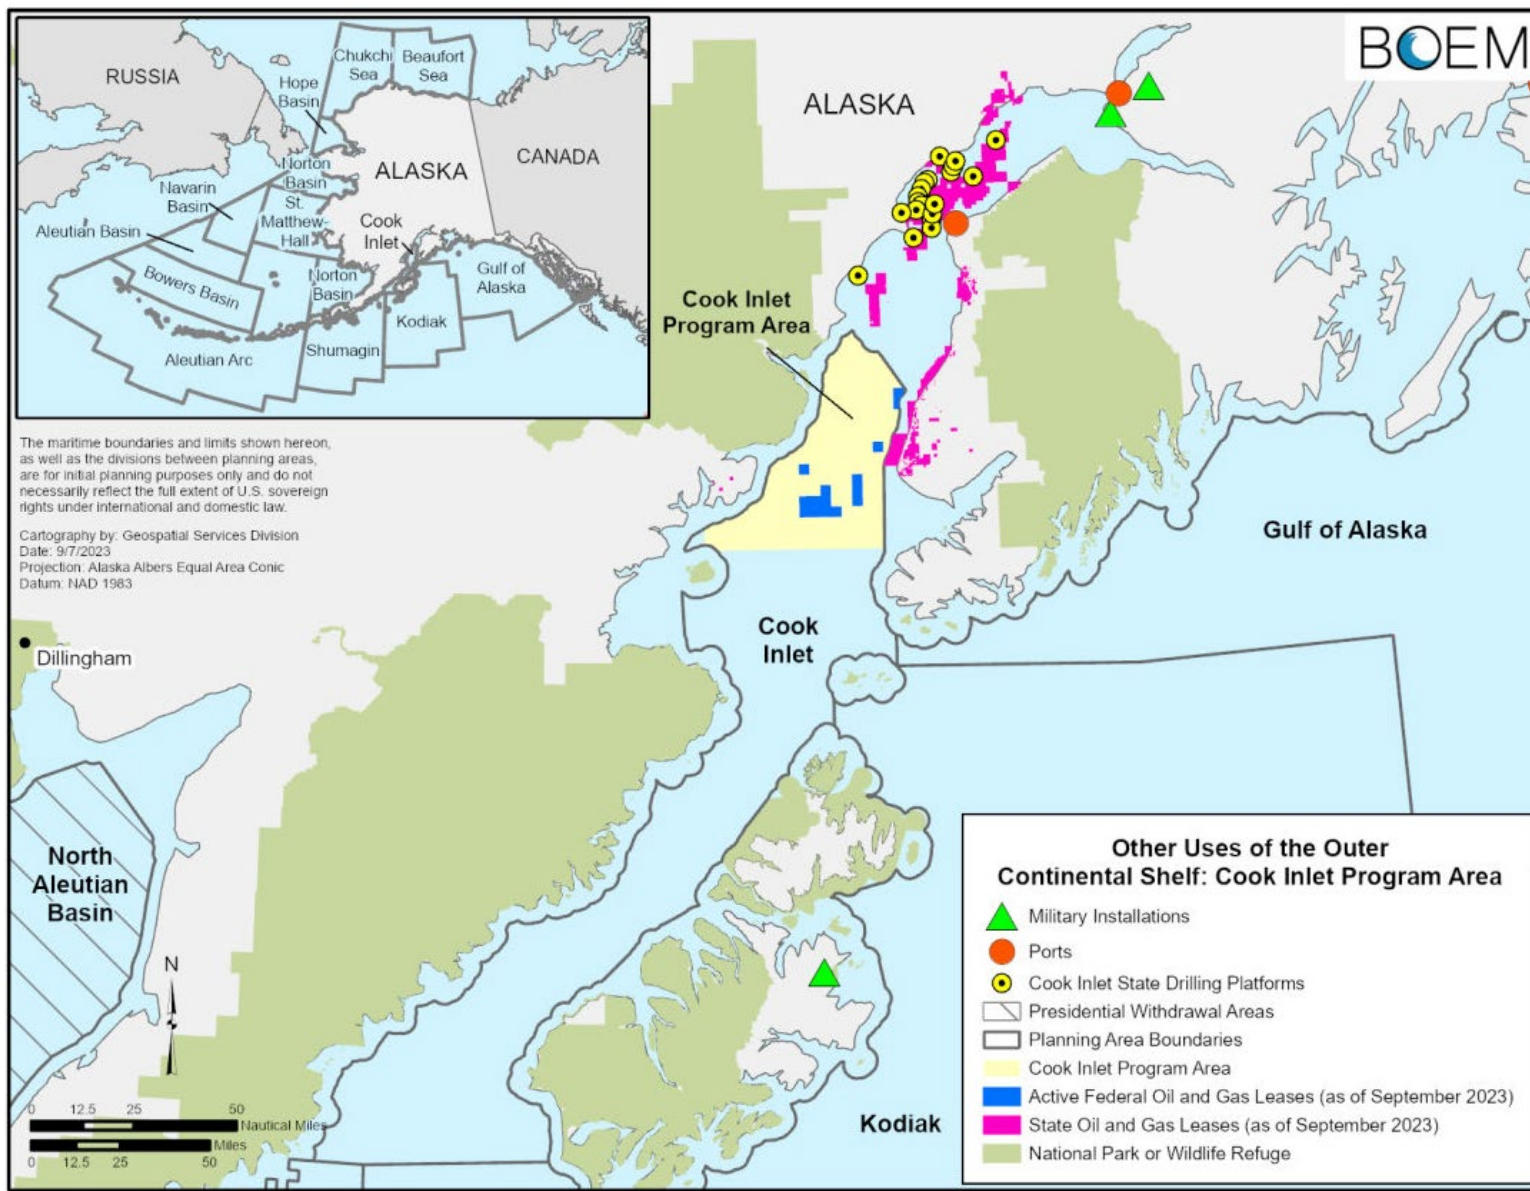 BOEM
RUSSIA
Chukchi
Sea
Beaufort
Sea
Hope
Basin
ALASKA
CANADA
Norton
Basin
Navarin
Basin
St.
Matthew-
Hall
Aleutian Basin
Cook
Inlet
Bowers Basin
Norton
Basin
Gulf of
Alaska
Kodiak
Shumagin
Aleutian Arc
ALASKA
Cook Inlet
Program Area
The maritime boundaries and limits shown hereon,
as well as the divisions between planning areas,
are for initial planning purposes only and do not
necessarily reflect the full extent of U.S. sovereign
rights under international and domestic law.
Cartography by: Geospatial Services Division
Date: 9/7/2023
Projection: Alaska Albers Equal Area Conic
Datum: NAD 1983
Gulf of Alaska
Cook
Inlet
Dillingham
North
Aleutian
Basin
N
0 12.5 25 50
Nautical Miles
Miles
0 12.5 25 50
Kodiak
Other Uses of the Outer
Continental Shelf: Cook Inlet Program Area
Military Installations
Ports
Cook Inlet State Drilling Platforms
Presidential Withdrawal Areas
Planning Area Boundaries
Cook Inlet Program Area
Active Federal Oil and Gas Leases (as of September 2023)
State Oil and Gas Leases (as of September 2023)
National Park or Wildlife Refuge